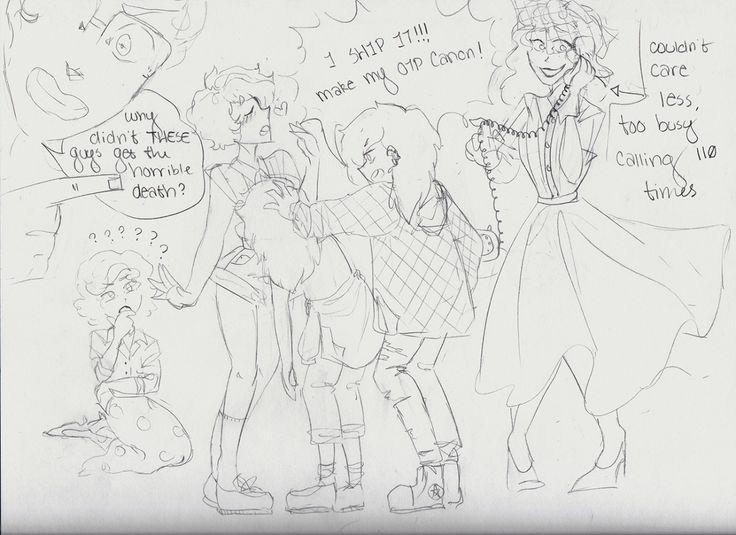 why
didn't THESE
guys get the
horrible
death?
? ? ? ? ?
?
I SHIP IT!!!
make my OTP canon!
couldn't
care
less,
too busy
calling 110
times